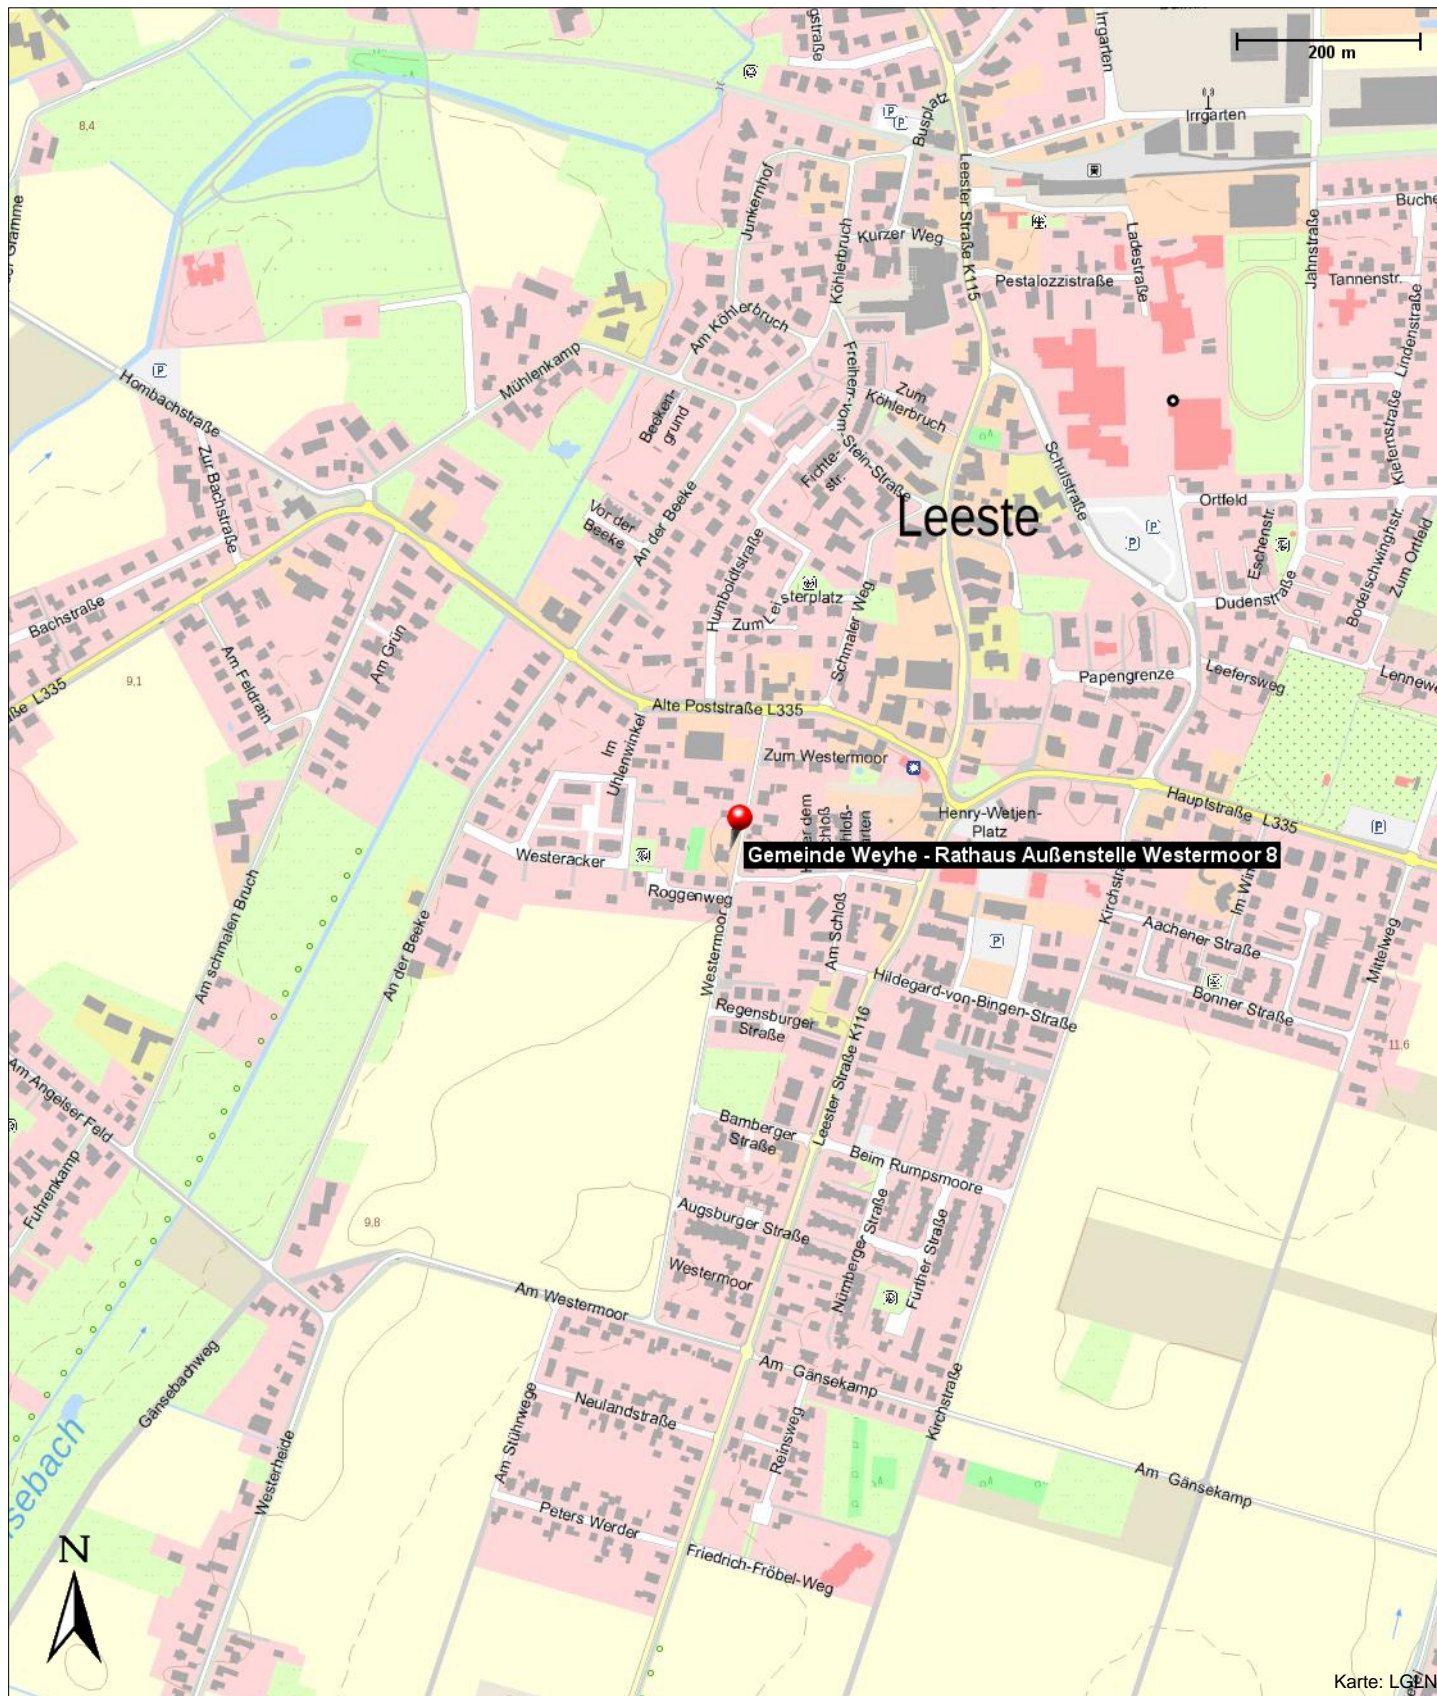 200 m
Irrgarten
Irrgarten
Busplatz
8,4
Junkernhof
Leester Straße K115
Köhlerbruch
Kurzer Weg
Ladestraße
Jahnstraße
Pestalozzistraße
Tannenstr.
Lindenstraße
Am Köhlerbruch
Mühlenkamp
Hombachstraße
Freiherr-vom-Stein-Straße
Zum
Köhlerbruch
Beeken-
grund
Kiefernstraße
Zur Bachstraße
Fichte-
str.
Schulstraße
Ortfeld
Leeste
Vor der
Beeke
An der Beeke
Humboldtstraße
Eschenstr.
Bodelschwinghstr.
Zum Ortfeld
Dudenstraße
Bachstraße
Zum Leisterplatz
Schmaler Weg
Am Grün
Am Feldrain
9,1
Papengrenze
Leefersweg
L335
Alte Poststraße L335
Im
Uhlenwinkel
Zum Westermoor
Hauptstraße L335
Henry-Wetjen-
Platz
Gemeinde Weyhe - Rathaus Außenstelle Westermoor 8
Westeracker
Roggenweg
Am schmalen Bruch
An der Beeke
Westermoor
Am Schloß
Aachener Straße
Mittelweg
Hildegard-von-Bingen-Straße
Bonner Straße
Regensburger
Straße
Leester Straße K116
11,6
Am Angelser Feld
Bamberger
Straße
Beim Rumpsmoore
Fuhrenkamp
9,8
Augsburger Straße
Nürnberger Straße
Further Straße
Westermoor
Am Westermoor
Am Gänsekamp
Gänsebachweg
Kirchstraße
Neulandstraße
Am Stührwege
Reinsweg
Westerheide
Am Gänsekamp
Peters Werder
Friedrich-Fröbel-Weg
N
Karte: LGLN